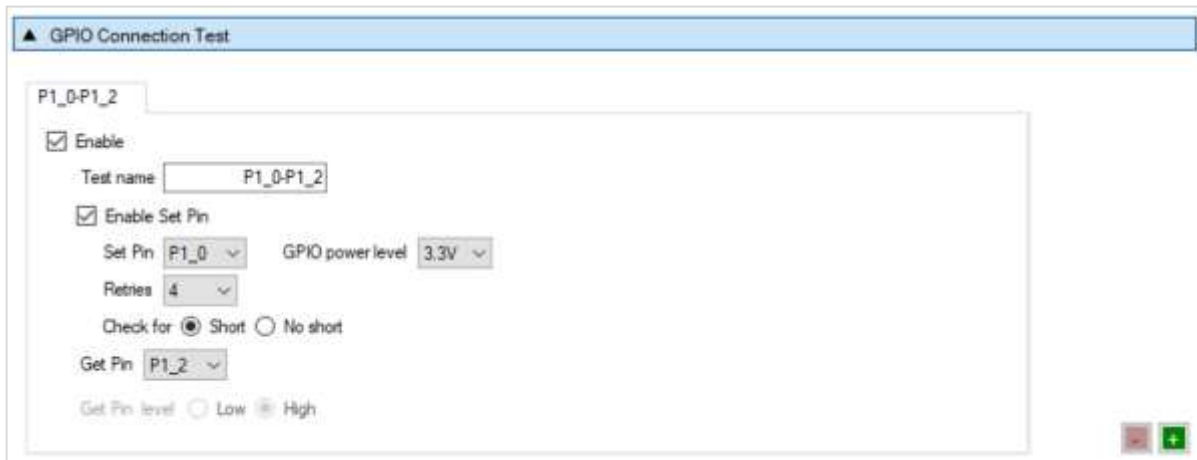 ▲ GPIO Connection Test
P1_0-P1_2
Enable
Test name P1_0-P1_2
Enable Set Pin
Set Pin P1_0 GPIO power level 3.3V
Retries 4
Check for Short No short
Get Pin P1_2
Get Pin level Low High
- +